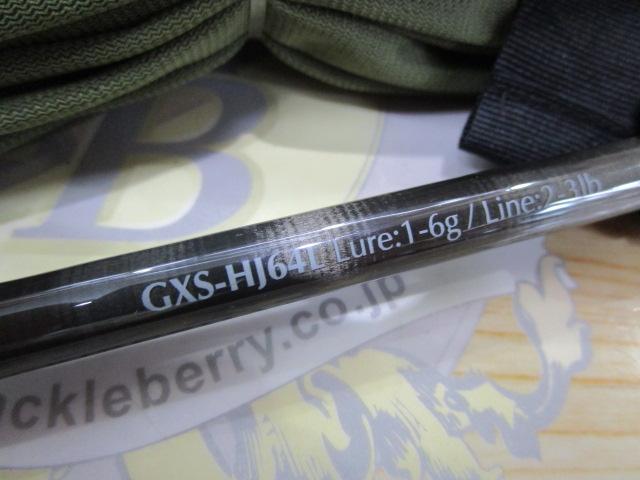 B
GXS-HJ64L Lure:1-6g / Line:2-3lb
ckleberry.co.jp